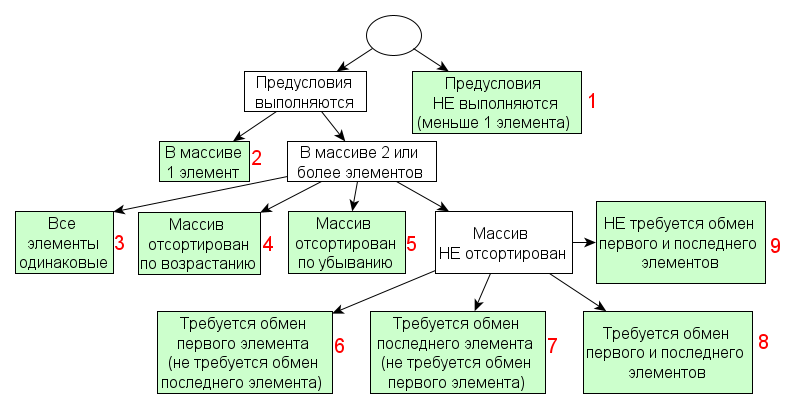 Предусловия
выполняются
Предусловия
НЕ выполняются
(меньше 1 элемента)
1
В массиве
1 элемент
2
В массиве 2 или
более элементов
Все
элементы
одинаковые
3
Массив
отсортирован
по возрастанию
4
Массив
отсортирован
по убыванию
5
Массив
НЕ отсортирован
НЕ требуется обмен
первого и последнего
элементов
9
Требуется обмен
первого элемента
(не требуется обмен
последнего элемента)
6
Требуется обмен
последнего элемента
(не требуется обмен
первого элемента)
7
Требуется обмен
первого и последнего
элементов
8